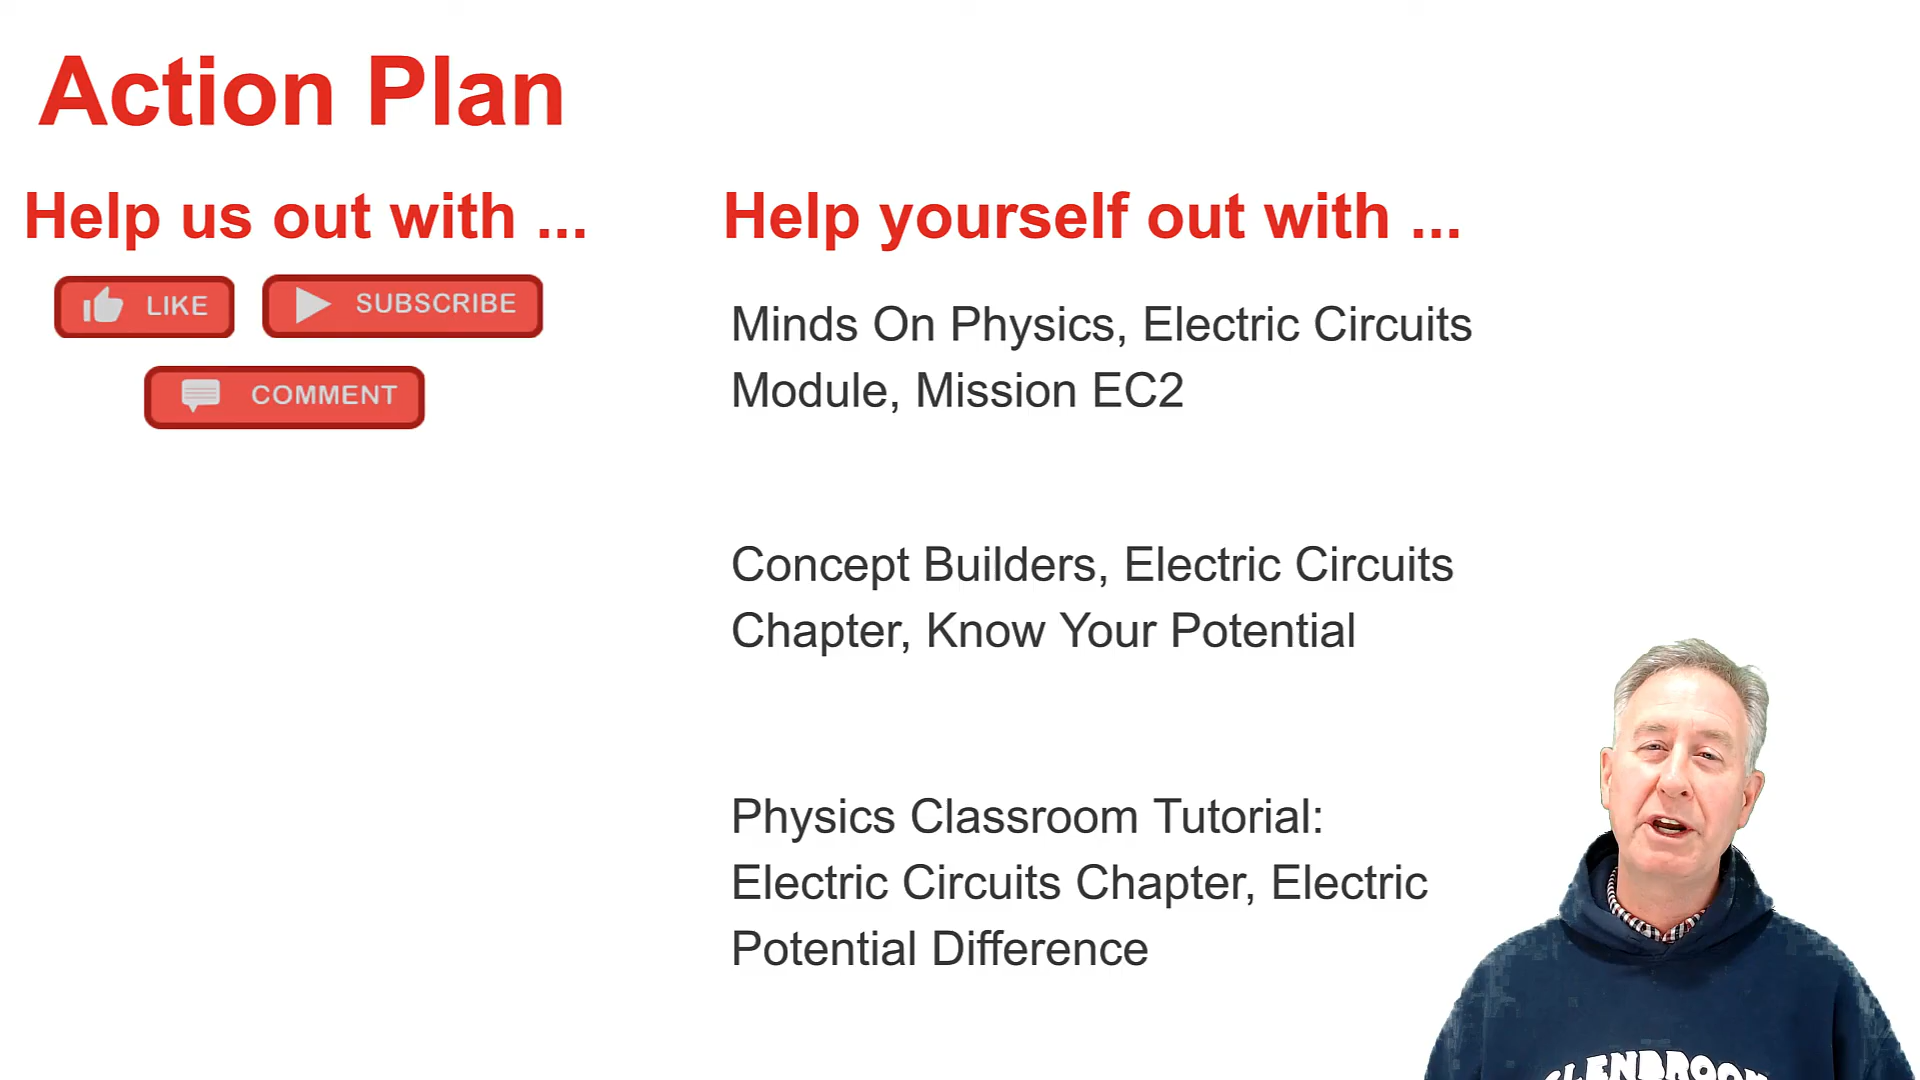 Action Plan
Help us out with ...
LIKE
SUBSCRIBE
COMMENT
Help yourself out with ...
Minds On Physics, Electric Circuits
Module, Mission EC2
Concept Builders, Electric Circuits
Chapter, Know Your Potential
Physics Classroom Tutorial:
Electric Circuits Chapter, Electric
Potential Difference